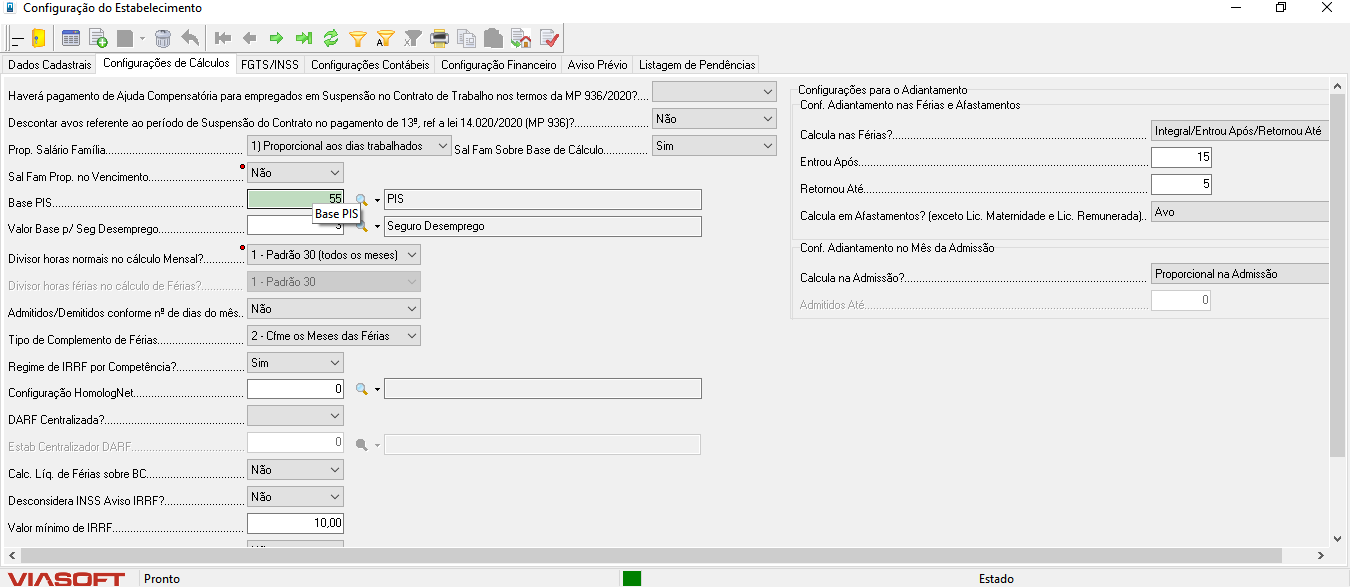 Configuração do Estabelecimento
Dados Cadastrais Configurações de Cálculos FGTS/INSS Configurações Contábeis Configuração Financeiro Aviso Prévio Listagem de Pendências
Haverá pagamento de Ajuda Compensatória para empregados em Suspensão no Contrato de Trabalho nos termos da MP 936/2020?....
Descontar avos referente ao período de Suspensão do Contrato no pagamento de 13º, ref a lei 14.020/2020 (MP 936)?........................ Não
Prop. Salário Família............................................ 1) Proporcional aos dias trabalhados Sal Fam Sobre Base de Cálculo.............. Sim
Sal Fam Prop. no Vencimento.............................. Não
Base PIS............................................................ 55 PIS
Base PIS
Valor Base p/ Seg Desemprego.......................... Seguro Desemprego
Divisor horas normais no cálculo Mensal?............ 1 - Padrão 30 (todos os meses)
Divisor horas férias no cálculo de Férias?............ 1 - Padrão 30
Admitidos/Demitidos conforme nº de dias do mês.. Não
Tipo de Complemento de Férias........................... 2 - Cfme os Meses das Férias
Regime de IRRF por Competência?..................... Sim
Configuração HomologNet................................... 0
DARF Centralizada?............................................
Estab Centralizador DARF................................... 0
Calc. Líq. de Férias sobre BC.............................. Não
Desconsidera INSS Aviso IRRF?......................... Não
Valor mínimo de IRRF.......................................... 10,00
Configurações para o Adiantamento
Conf. Adiantamento nas Férias e Afastamentos
Calcula nas Férias?............................................................................ Integral/Entrou Após/Retornou Até
Entrou Após........................................................................................ 15
Retornou Até...................................................................................... 5
Calcula em Afastamentos? (exceto Lic. Maternidade e Lic. Remunerada).. Avo
Conf. Adiantamento no Mês da Admissão
Calcula na Admissão?......................................................................... Proporcional na Admissão
Admitidos Até..................................................................................... 0
VIASOFT Pronto Estado